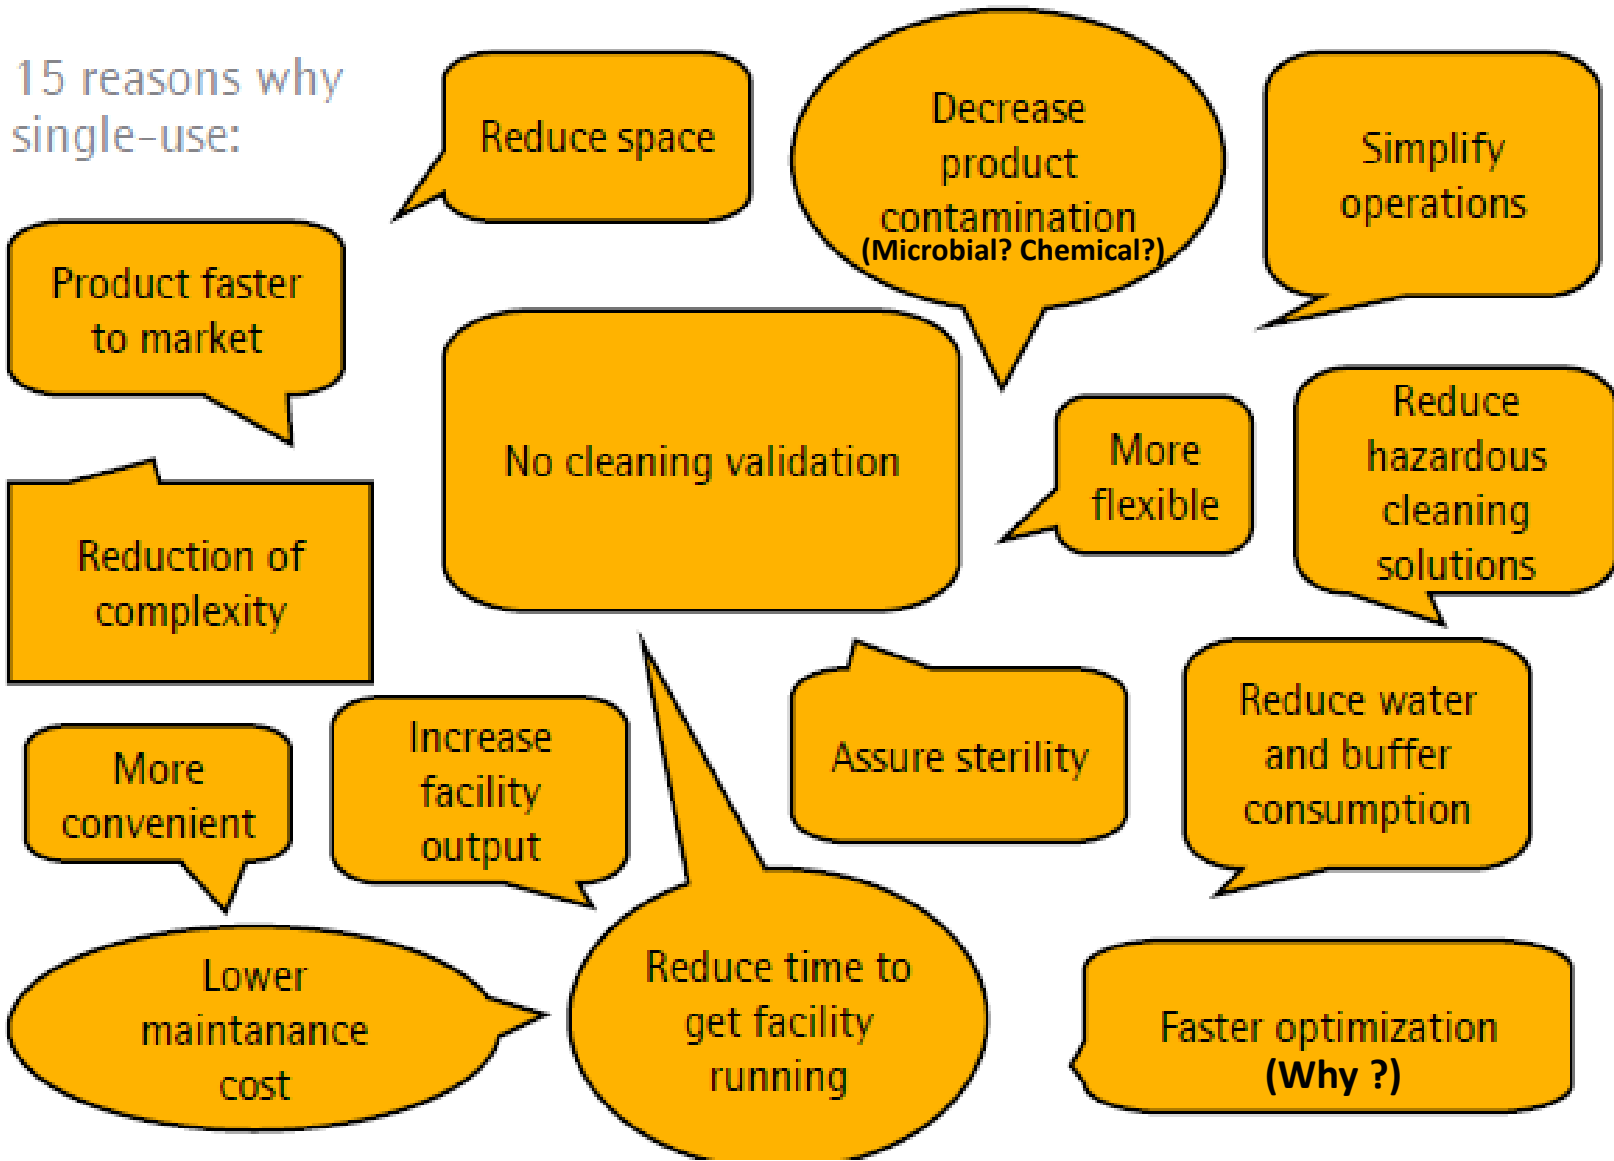 15 reasons why
single-use:
Reduce space
Decrease
product
contamination
(Microbial? Chemical?)
Simplify
operations
Product faster
to market
No cleaning validation
More
flexible
Reduce
hazardous
cleaning
solutions
Reduction of
complexity
More
convenient
Increase
facility
output
Assure sterility
Reduce water
and buffer
consumption
Lower
maintanance
cost
Reduce time to
get facility
running
Faster optimization
(Why ?)